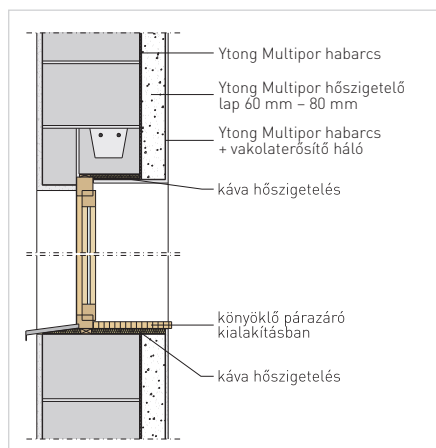 Ytong Multipor habarcs
Ytong Multipor hőszigetelő
lap 60 mm – 80 mm
Ytong Multipor habarcs
+ vakolaterősítő háló
káva hőszigetelés
könyöklő párazáró
kialakításban
káva hőszigetelés